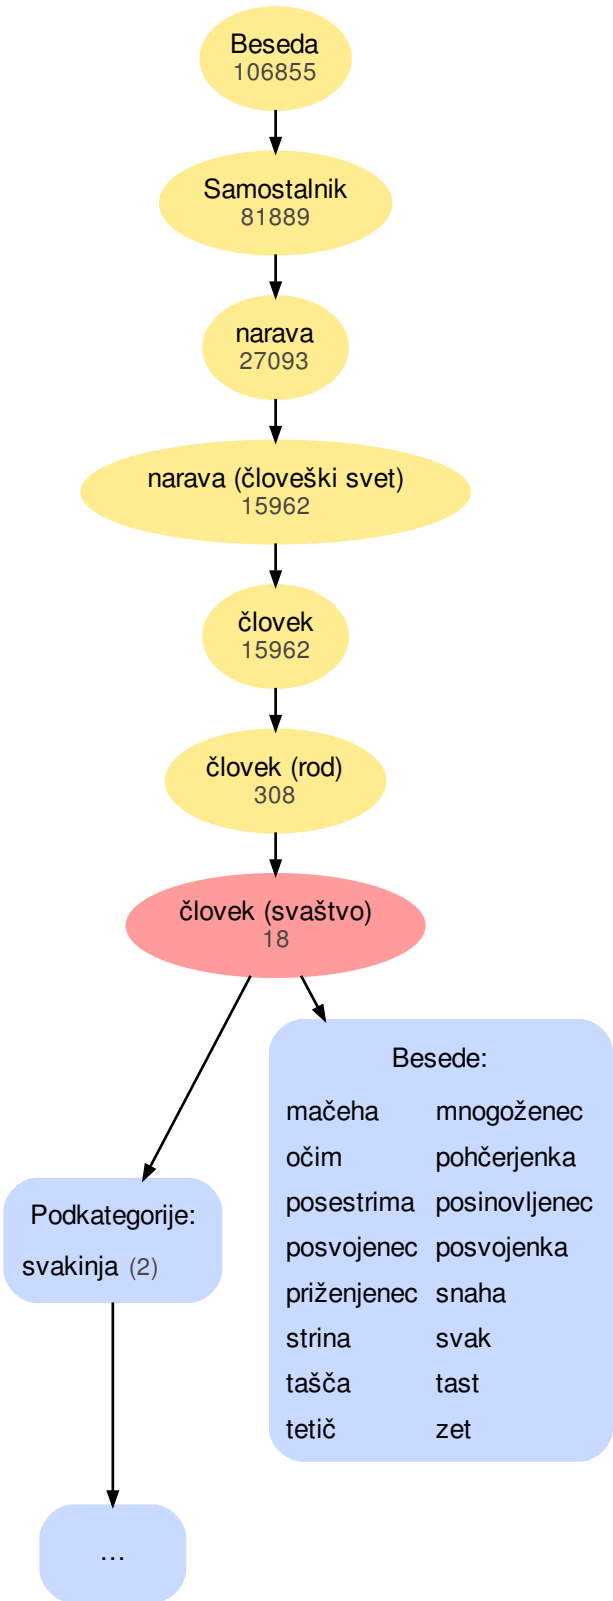 Beseda
106855
Samostalnik
81889
narava
27093
narava (človeški svet)
15962
človek
15962
človek (rod)
308
človek (svaštvo)
18
Besede:
mačeha mnogoženec
očim pohčerjenka
posestrima posinovljenec
posvojenec posvojenka
priženjenec snaha
strina svak
tašča tast
tetič zet
Podkategorije:
svakinja (2)
...